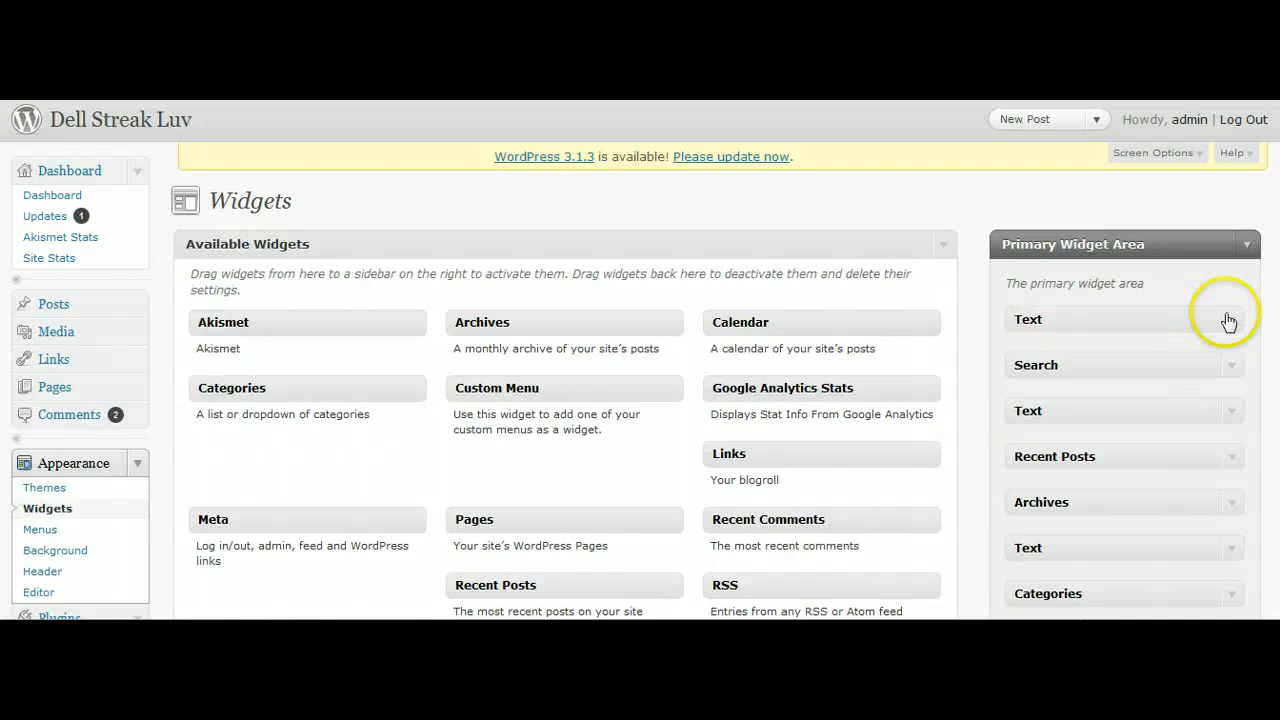 Dell Streak Luv
New Post
Howdy, admin | Log Out
WordPress 3.1.3 is available! Please update now.
Screen Options
Help
Dashboard
Dashboard
Updates 1
Akismet Stats
Site Stats
Posts
Media
Links
Pages
Comments 2
Appearance
Themes
Widgets
Menus
Background
Header
Editor
Plugins
Widgets
Available Widgets
Drag widgets from here to a sidebar on the right to activate them. Drag widgets back here to deactivate them and delete their
settings.
Akismet
Akismet
Archives
A monthly archive of your site's posts
Calendar
A calendar of your site's posts
Categories
A list or dropdown of categories
Custom Menu
Use this widget to add one of your
custom menus as a widget.
Google Analytics Stats
Displays Stat Info From Google Analytics
Links
Your blogroll
Meta
Log in/out, admin, feed and WordPress
links
Pages
Your site's WordPress Pages
Recent Comments
The most recent comments
Recent Posts
The most recent posts on your site
RSS
Entries from any RSS or Atom feed
Primary Widget Area
The primary widget area
Text
Search
Text
Recent Posts
Archives
Text
Categories